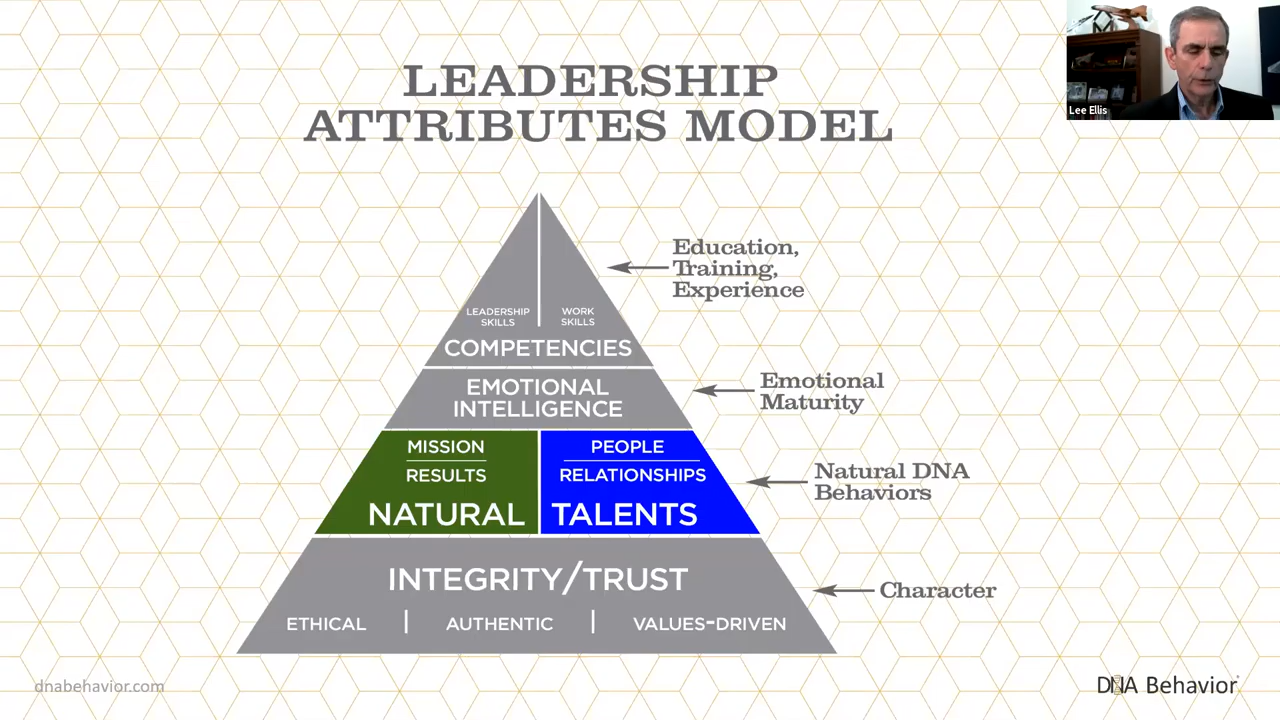 LEADERSHIP
ATTRIBUTES MODEL
Lee Ellis
Education,
Training,
Experience
LEADERSHIP
SKILLS
WORK
SKILLS
COMPETENCIES
EMOTIONAL
INTELLIGENCE
Emotional
Maturity
MISSION
RESULTS
PEOPLE
RELATIONSHIPS
NATURAL TALENTS
Natural DNA
Behaviors
INTEGRITY/TRUST
ETHICAL | AUTHENTIC | VALUES-DRIVEN
Character
dnabehavior.com
DNA Behavior